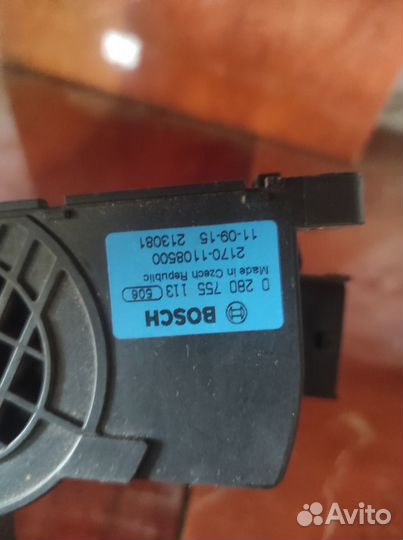 BOSCH
0 280 755 113 506
Made in Czech Republic
2170-1108500
11-09-15 213081
Avito